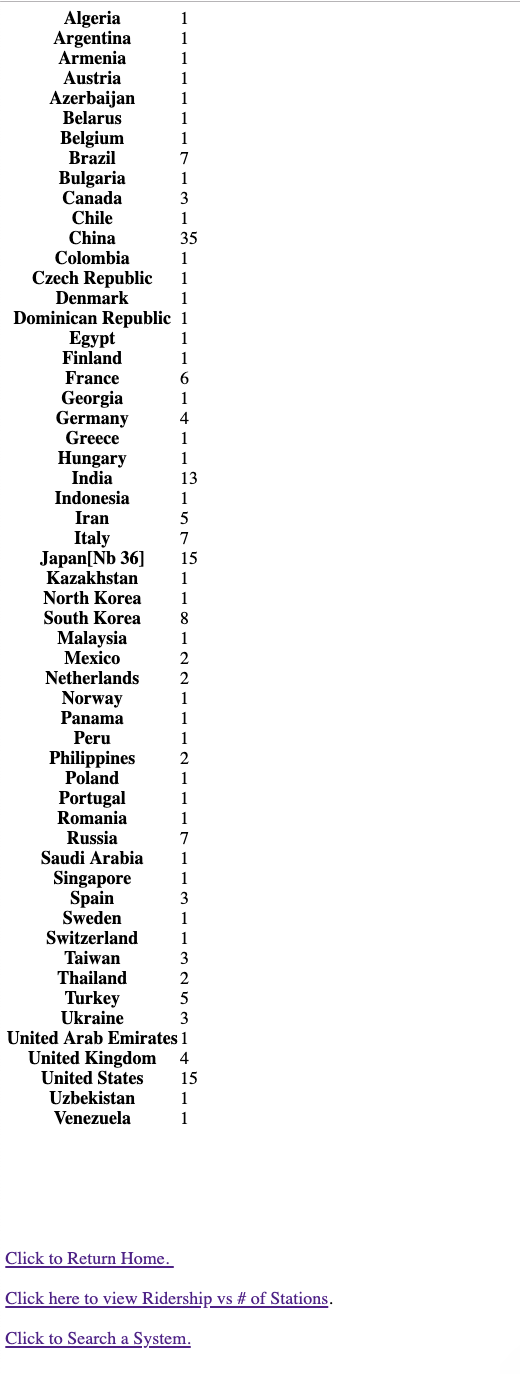 Algeria 1
Argentina 1
Armenia 1
Austria 1
Azerbaijan 1
Belarus 1
Belgium 1
Brazil 7
Bulgaria 1
Canada 3
Chile 1
China 35
Colombia 1
Czech Republic 1
Denmark 1
Dominican Republic 1
Egypt 1
Finland 1
France 6
Georgia 1
Germany 4
Greece 1
Hungary 1
India 13
Indonesia 1
Iran 5
Italy 7
Japan[Nb 36] 15
Kazakhstan 1
North Korea 1
South Korea 8
Malaysia 1
Mexico 2
Netherlands 2
Norway 1
Panama 1
Peru 1
Philippines 2
Poland 1
Portugal 1
Romania 1
Russia 7
Saudi Arabia 1
Singapore 1
Spain 3
Sweden 1
Switzerland 1
Taiwan 3
Thailand 2
Turkey 5
Ukraine 3
United Arab Emirates 1
United Kingdom 4
United States 15
Uzbekistan 1
Venezuela 1
Click to Return Home.
Click here to view Ridership vs # of Stations.
Click to Search a System.